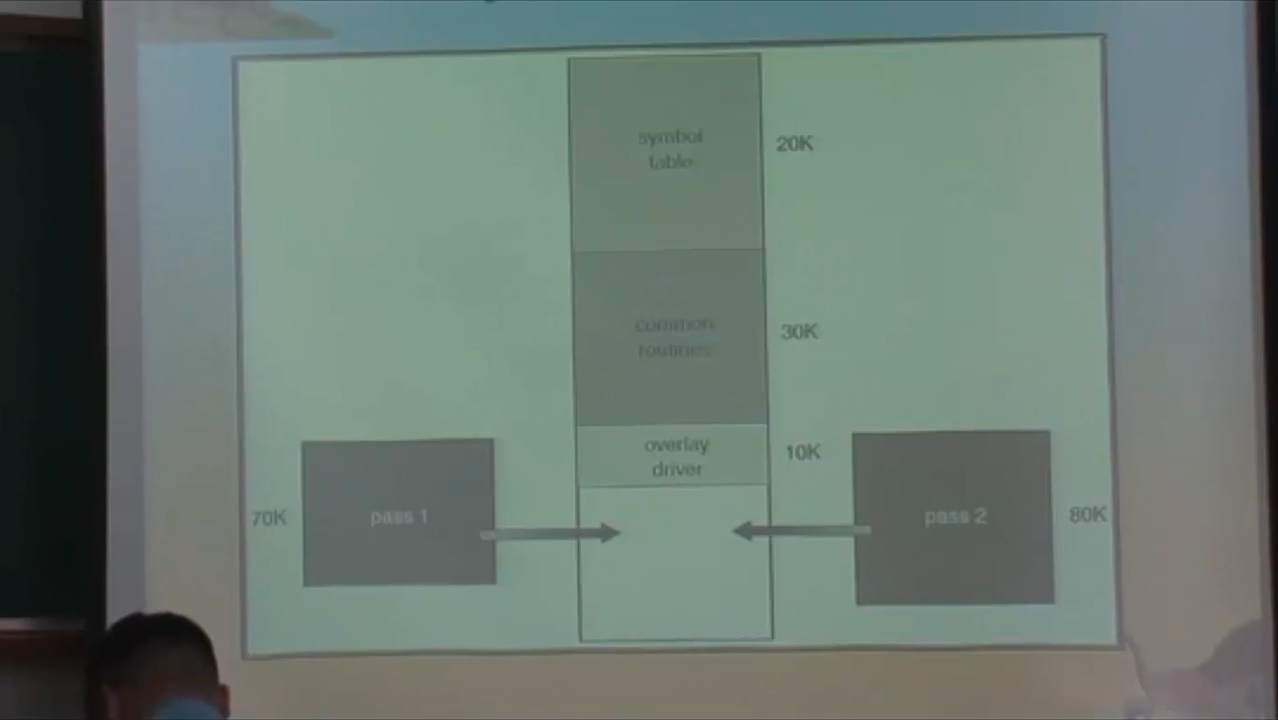 symbol
table
20K
common
routines
30K
overlay
driver
10K
70K
pass 1
pass 2
80K